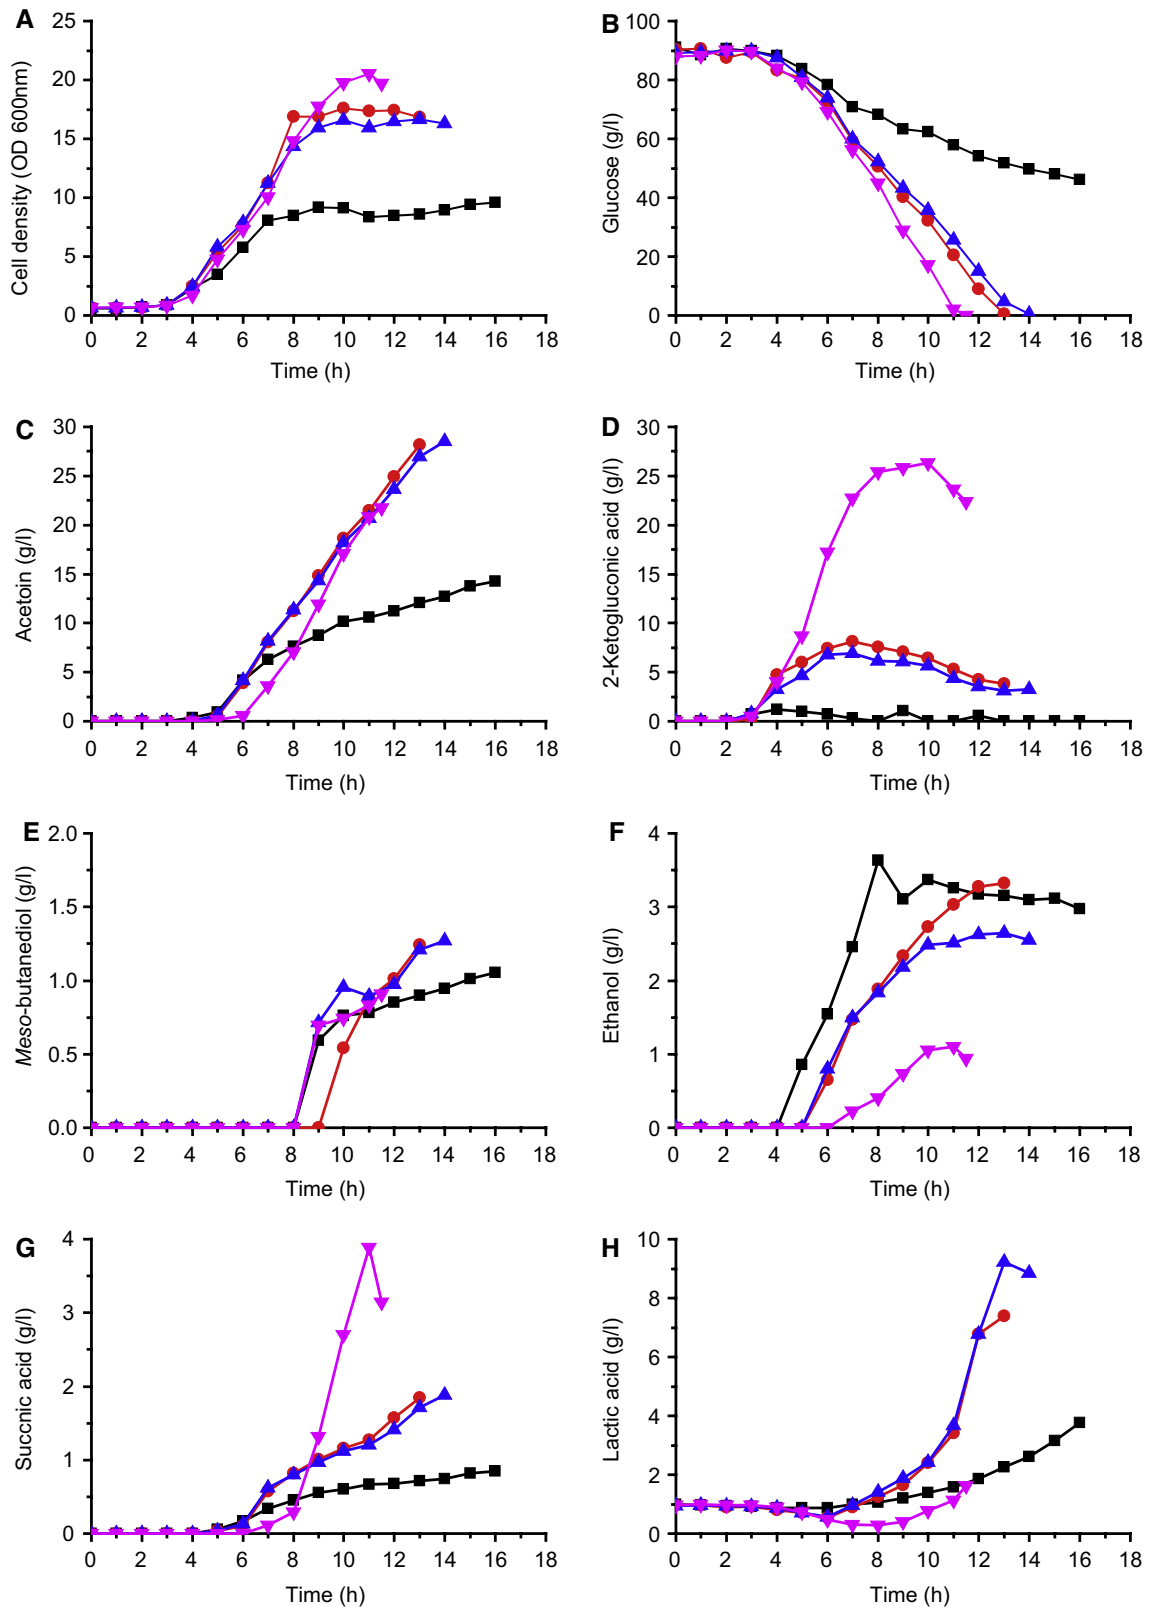 A
25
20
15
10
5
0
Cell density (OD 600nm)
0 2 4 6 8 10 12 14 16 18
Time (h)
B
100
80
60
40
20
0
Glucose (g/l)
0 2 4 6 8 10 12 14 16 18
Time (h)
C
30
25
20
15
10
5
0
Acetoin (g/l)
0 2 4 6 8 10 12 14 16 18
Time (h)
D
30
25
20
15
10
5
0
2-Ketogluconic acid (g/l)
0 2 4 6 8 10 12 14 16 18
Time (h)
E
2.0
1.5
1.0
0.5
0.0
Meso-butanediol (g/l)
0 2 4 6 8 10 12 14 16 18
Time (h)
F
4
3
2
1
0
Ethanol (g/l)
0 2 4 6 8 10 12 14 16 18
Time (h)
G
4
3
2
1
0
Succnic acid (g/l)
0 2 4 6 8 10 12 14 16 18
Time (h)
H
10
8
6
4
2
0
Lactic acid (g/l)
0 2 4 6 8 10 12 14 16 18
Time (h)